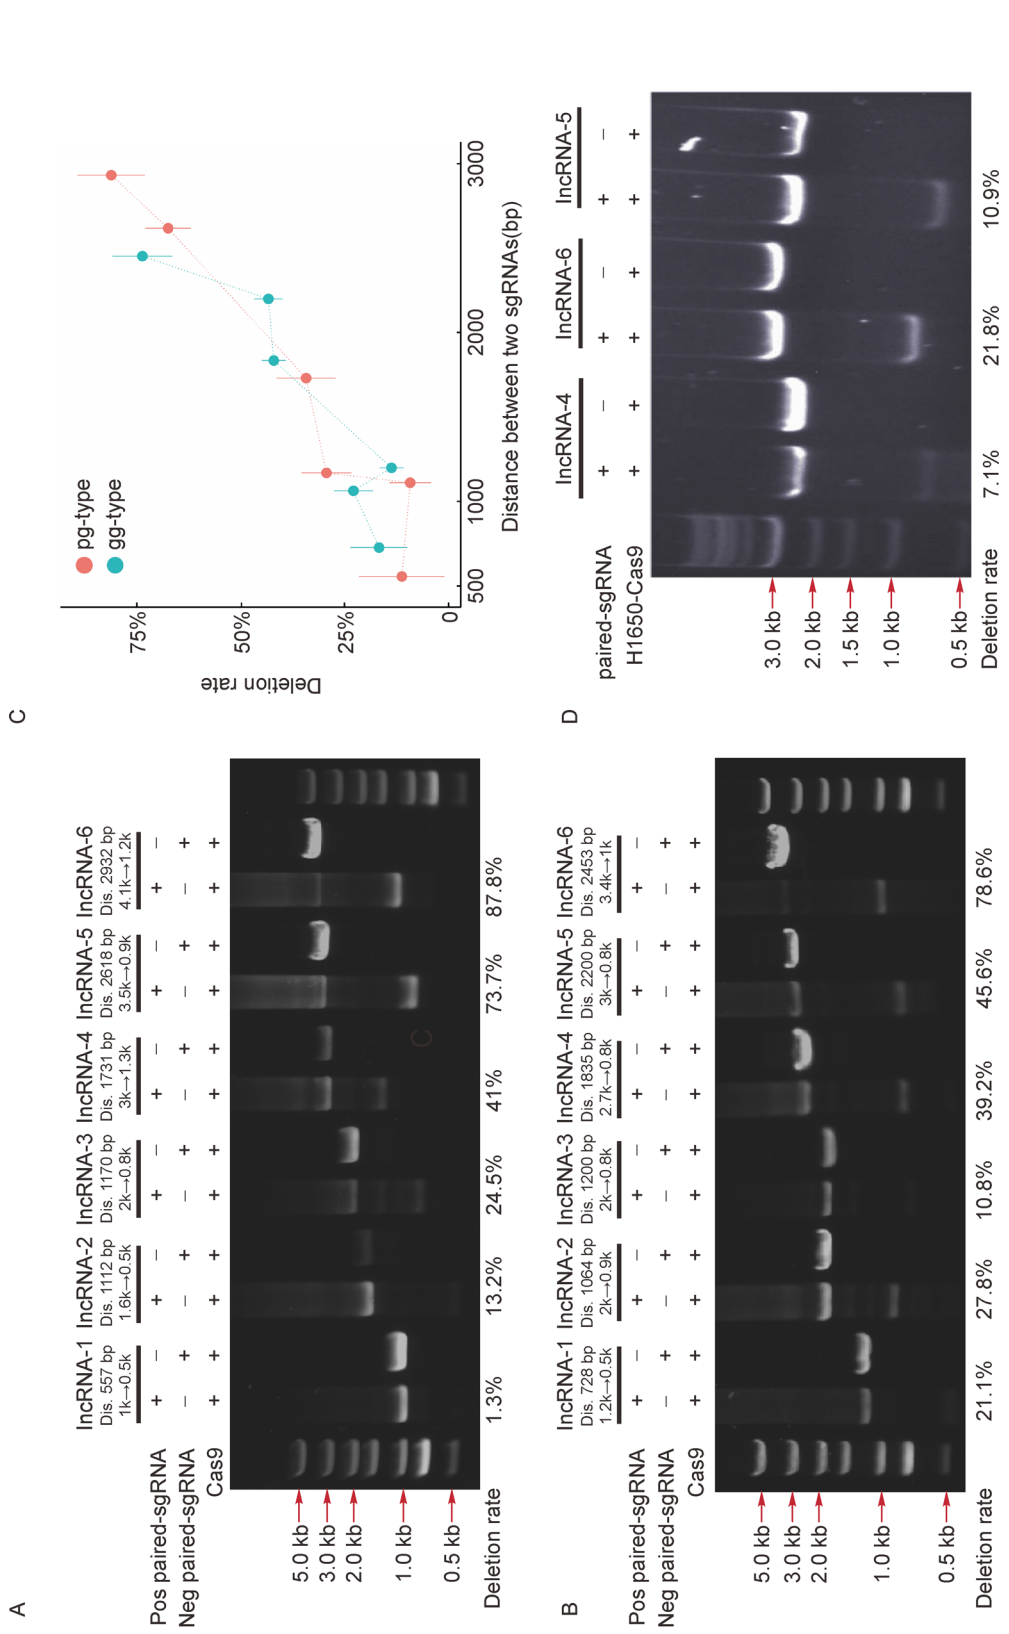 A
Pos paired-sgRNA
Neg paired-sgRNA
Cas9
lncRNA-1 lncRNA-2 lncRNA-3 lncRNA-4 lncRNA-5 lncRNA-6
Dis. 557 bp Dis. 1112 bp Dis. 1170 bp Dis. 1731 bp Dis. 2618 bp Dis. 2932 bp
1k→0.5k 1.6k→0.5k 2k→0.8k 3k→1.3k 3.5k→0.9k 4.1k→1.2k
+ − + − + − + − + − + −
− + − + − + − + − + − +
+ + + + + + + + + + + +
5.0 kb
3.0 kb
2.0 kb
1.0 kb
0.5 kb
Deletion rate 1.3% 13.2% 24.5% 41% 73.7% 87.8%
B
Pos paired-sgRNA
Neg paired-sgRNA
Cas9
lncRNA-1 lncRNA-2 lncRNA-3 lncRNA-4 lncRNA-5 lncRNA-6
Dis. 728 bp Dis. 1064 bp Dis. 1200 bp Dis. 1835 bp Dis. 2200 bp Dis. 2453 bp
1.2k→0.5k 2k→0.9k 2k→0.8k 2.7k→0.8k 3k→0.8k 3.4k→1k
+ − + − + − + − + − + −
− + − + − + − + − + − +
+ + + + + + + + + + + +
5.0 kb
3.0 kb
2.0 kb
1.0 kb
0.5 kb
Deletion rate 21.1% 27.8% 10.8% 39.2% 45.6% 78.6%
C
pg-type
gg-type
Deletion rate
75%
50%
25%
0
500 1000 2000 3000
Distance between two sgRNAs(bp)
D
lncRNA-4 lncRNA-6 lncRNA-5
paired-sgRNA + − + − + −
H1650-Cas9 + + + + + +
3.0 kb
2.0 kb
1.5 kb
1.0 kb
0.5 kb
Deletion rate 7.1% 21.8% 10.9%